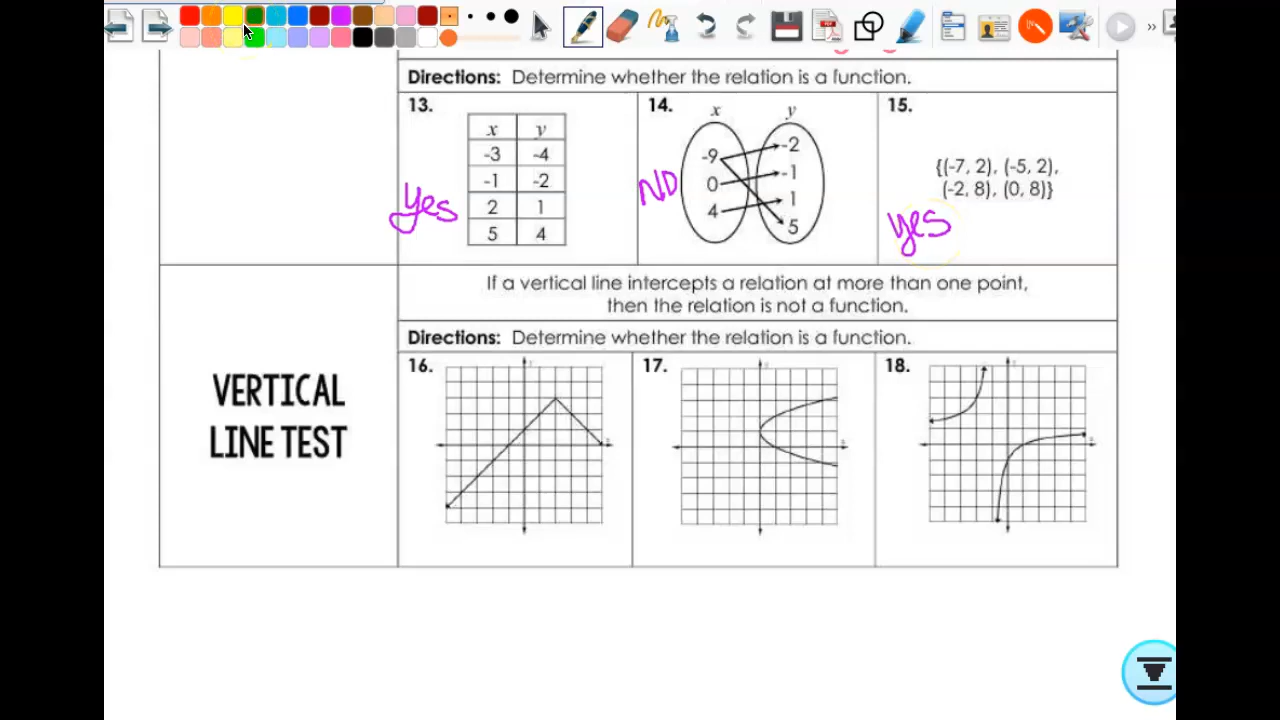 Directions: Determine whether the relation is a function.
13.
x y
-3 -4
-1 -2
2 1
5 4
yes
14.
x y
-9 -2
0 -1
4 1
5
NO
15.
{(-7, 2), (-5, 2),
(-2, 8), (0, 8)}
yes
VERTICAL
LINE TEST
If a vertical line intercepts a relation at more than one point,
then the relation is not a function.
Directions: Determine whether the relation is a function.
16.
17.
18.